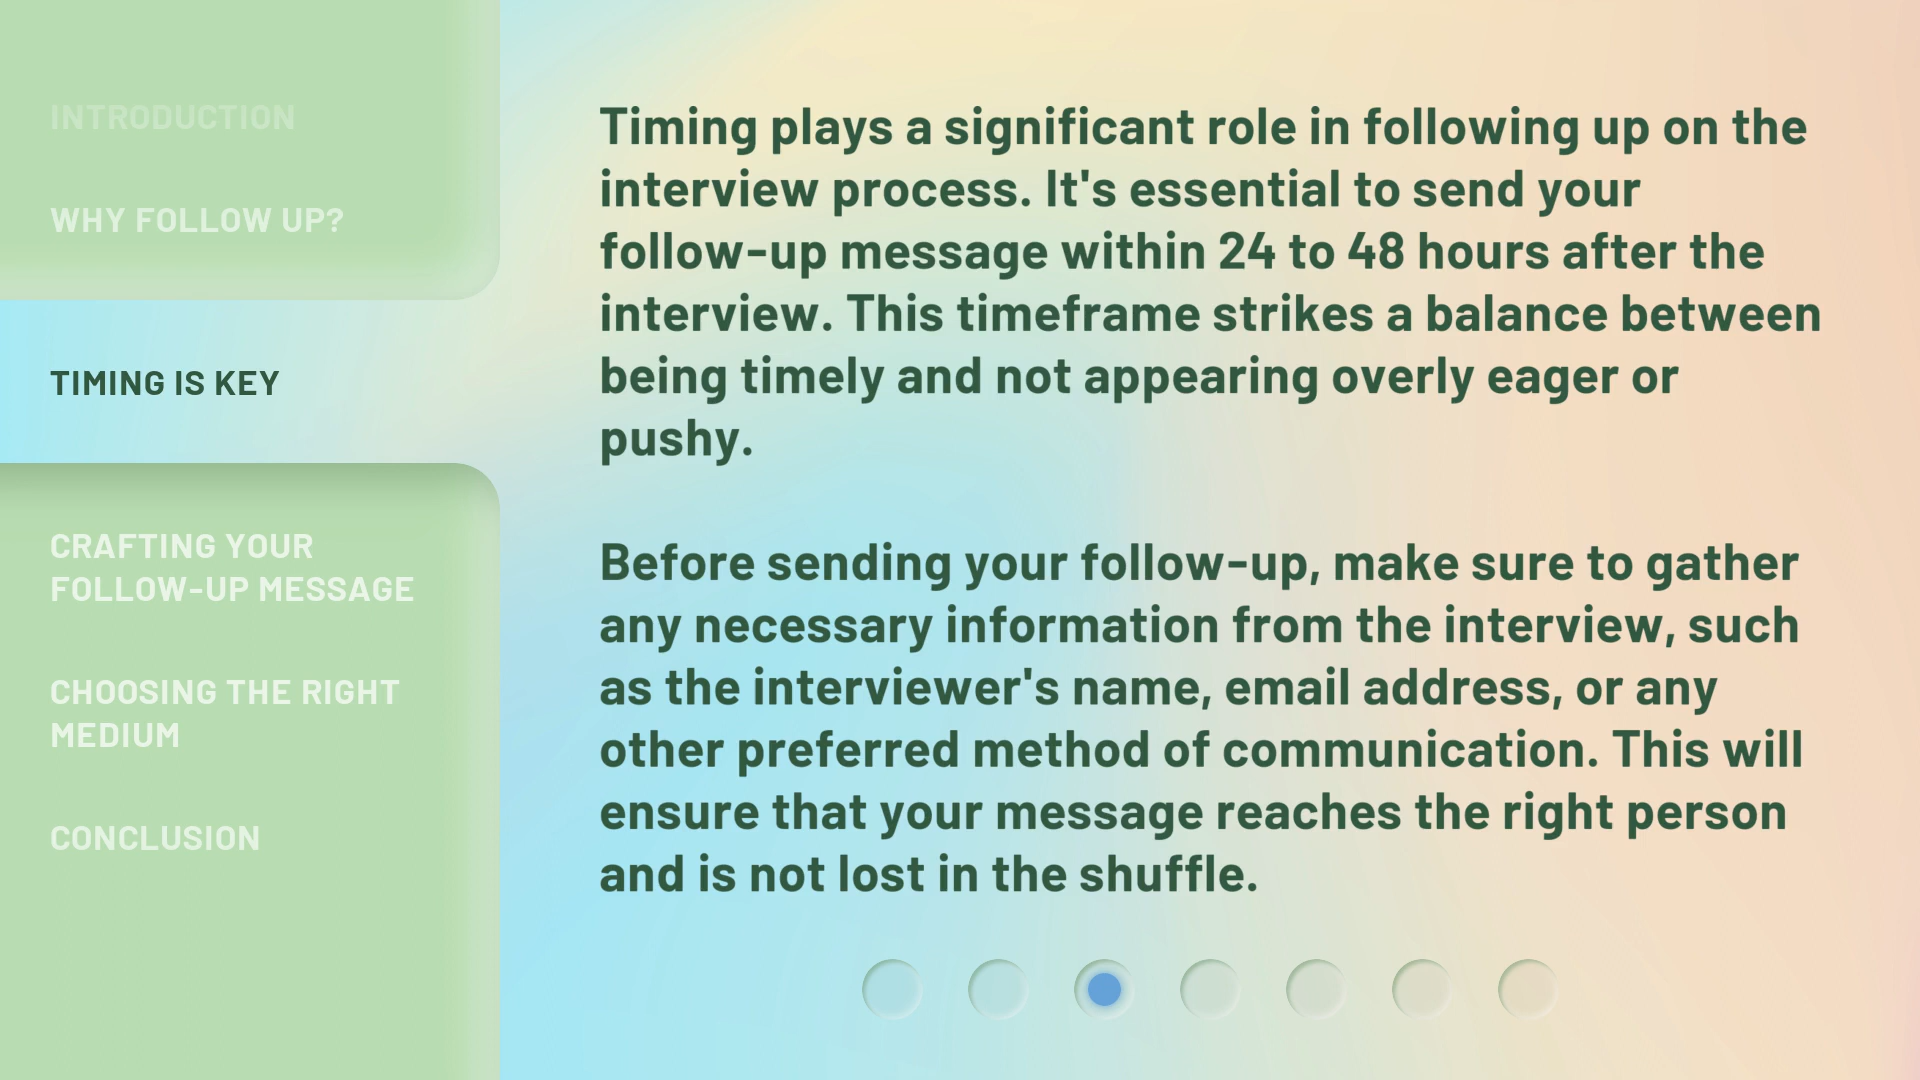 INTRODUCTION
WHY FOLLOW UP?
TIMING IS KEY
CRAFTING YOUR
FOLLOW-UP MESSAGE
CHOOSING THE RIGHT
MEDIUM
CONCLUSION
Timing plays a significant role in following up on the
interview process. It's essential to send your
follow-up message within 24 to 48 hours after the
interview. This timeframe strikes a balance between
being timely and not appearing overly eager or
pushy.
Before sending your follow-up, make sure to gather
any necessary information from the interview, such
as the interviewer's name, email address, or any
other preferred method of communication. This will
ensure that your message reaches the right person
and is not lost in the shuffle.